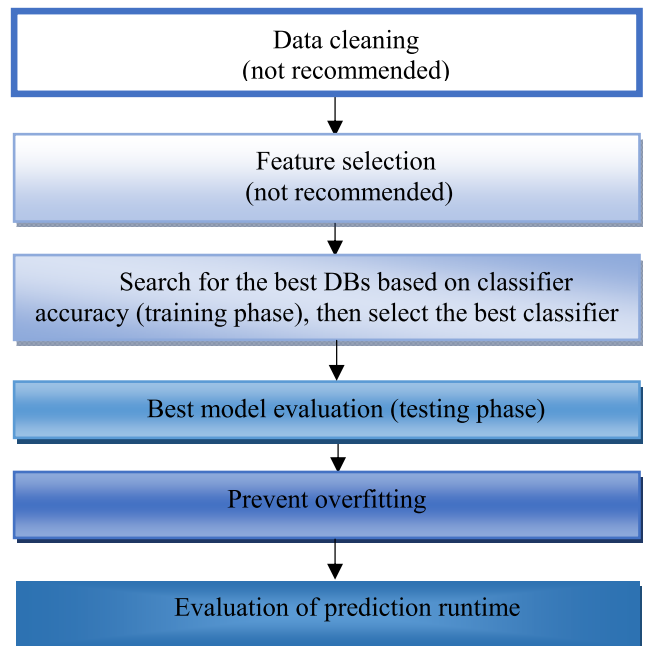 Data cleaning
(not recommended)
Feature selection
(not recommended)
Search for the best DBs based on classifier
accuracy (training phase), then select the best classifier
Best model evaluation (testing phase)
Prevent overfitting
Evaluation of prediction runtime